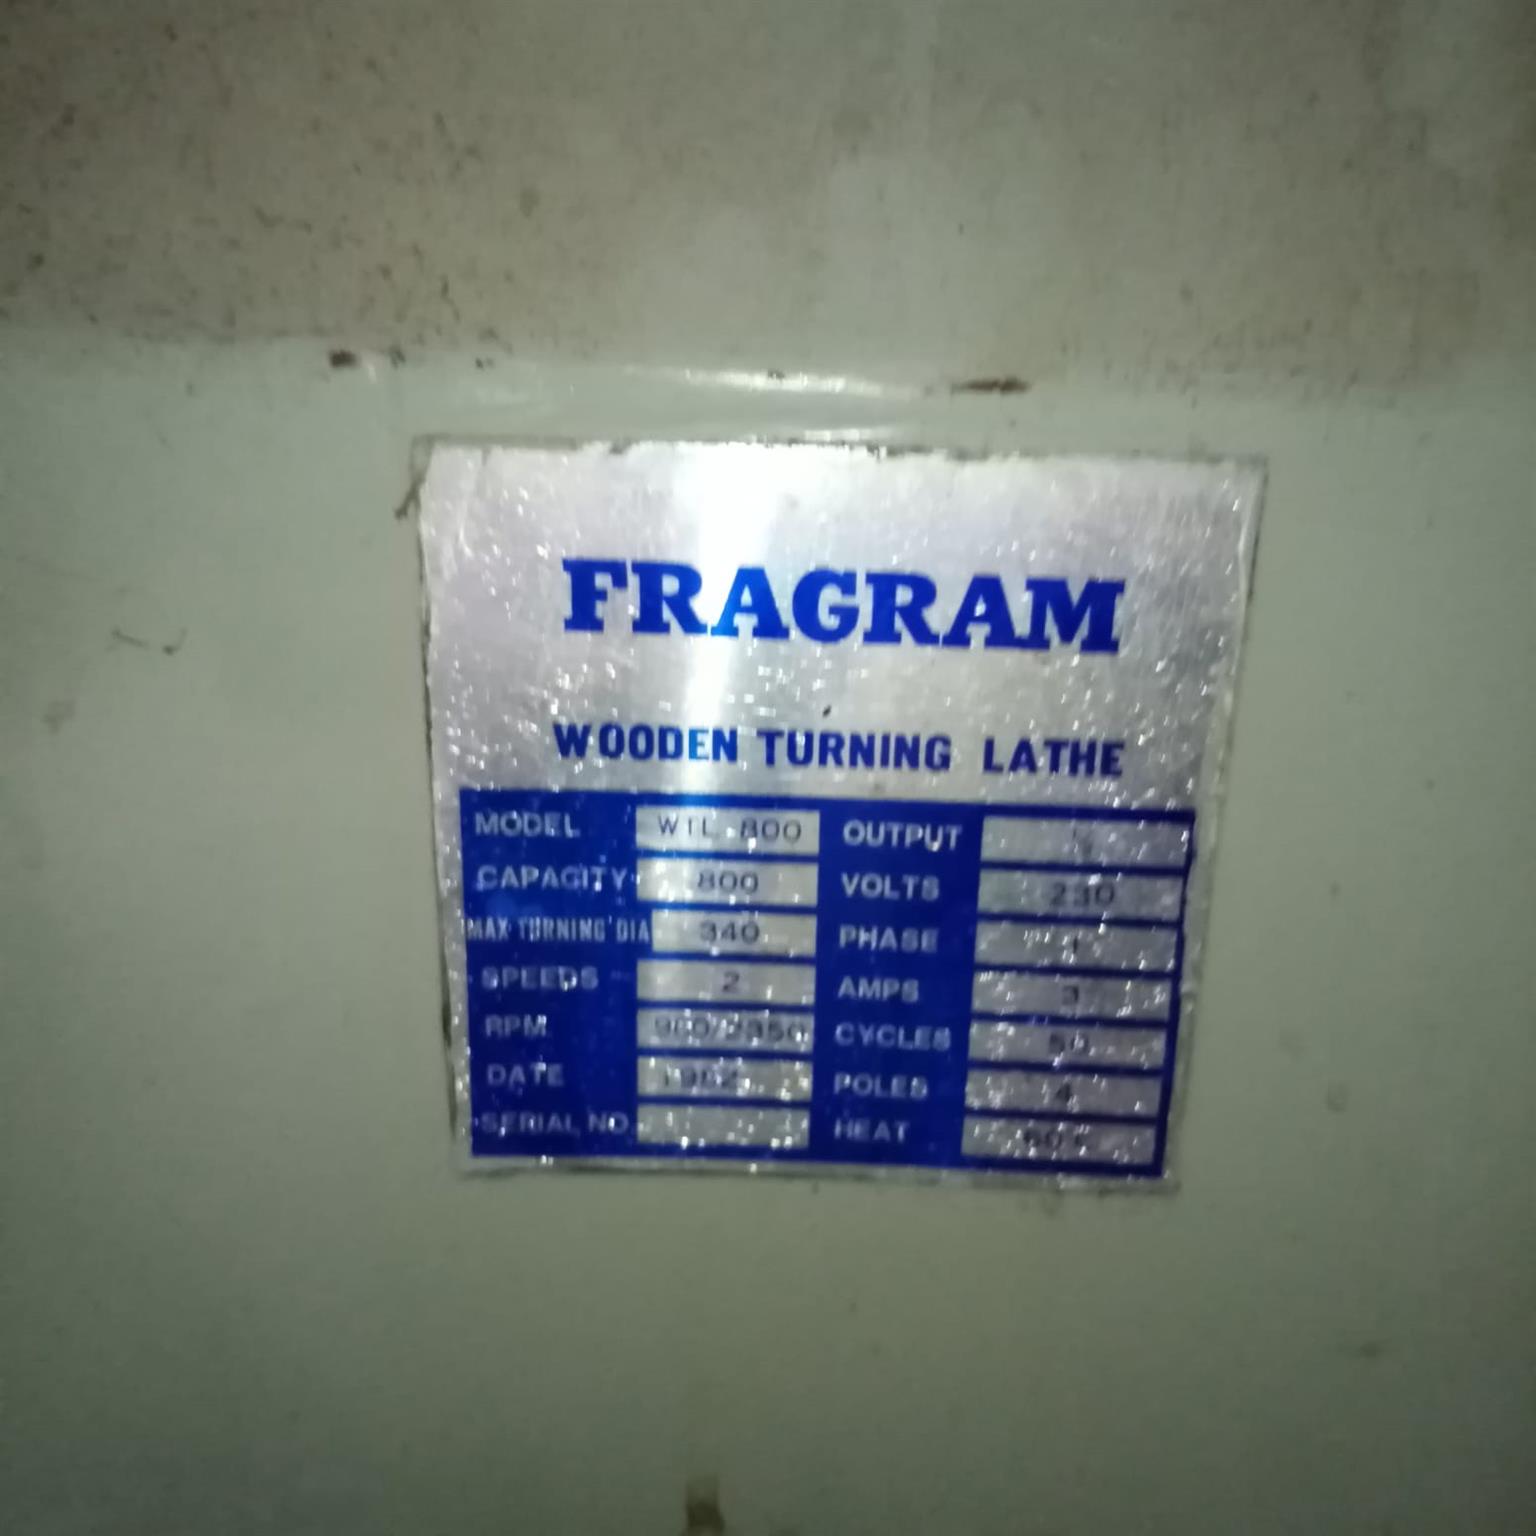 FRAGRAM
WOODEN TURNING LATHE
MODEL WTL-800 OUTPUT
CAPACITY 800 VOLTS 230
MAX TURNING DIA 340 PHASE 1
SPEEDS 2 AMPS 3
RPM CYCLES 50
DATE POLES 4
SERIAL NO. HEAT